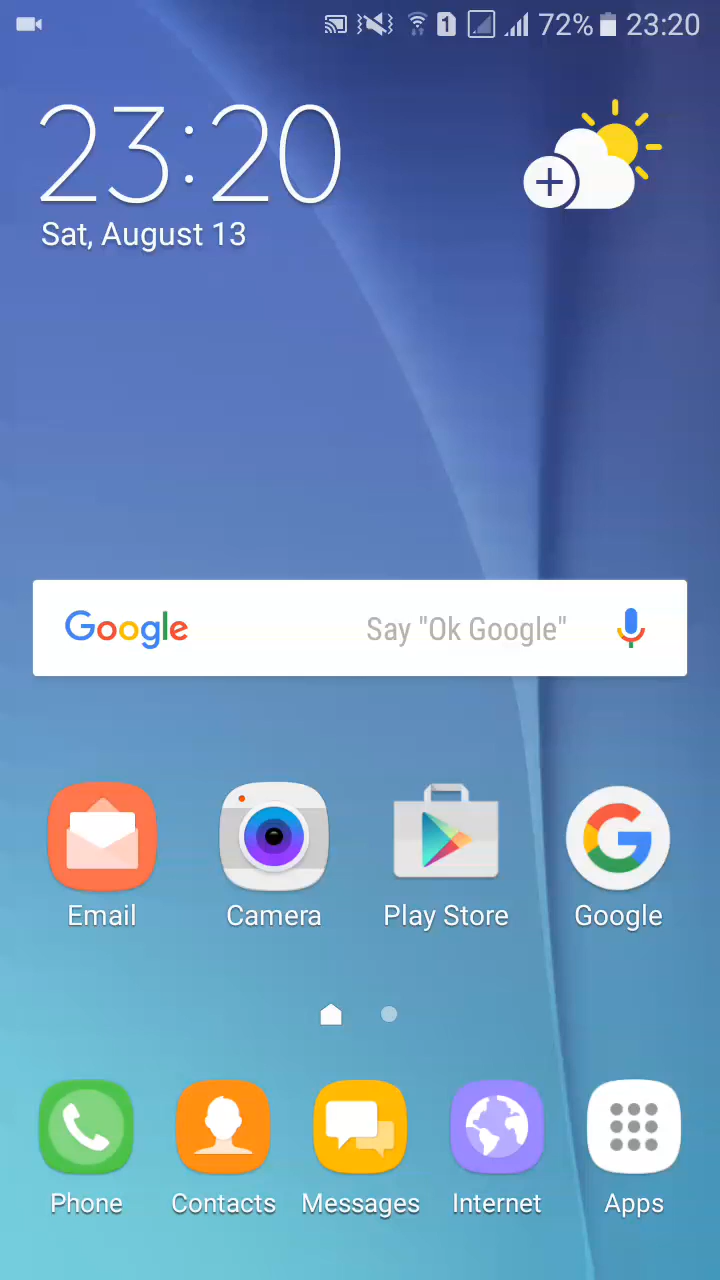 1 72% 23:20
23:20
Sat, August 13
Google Say "Ok Google"
Email Camera Play Store Google
Phone Contacts Messages Internet Apps